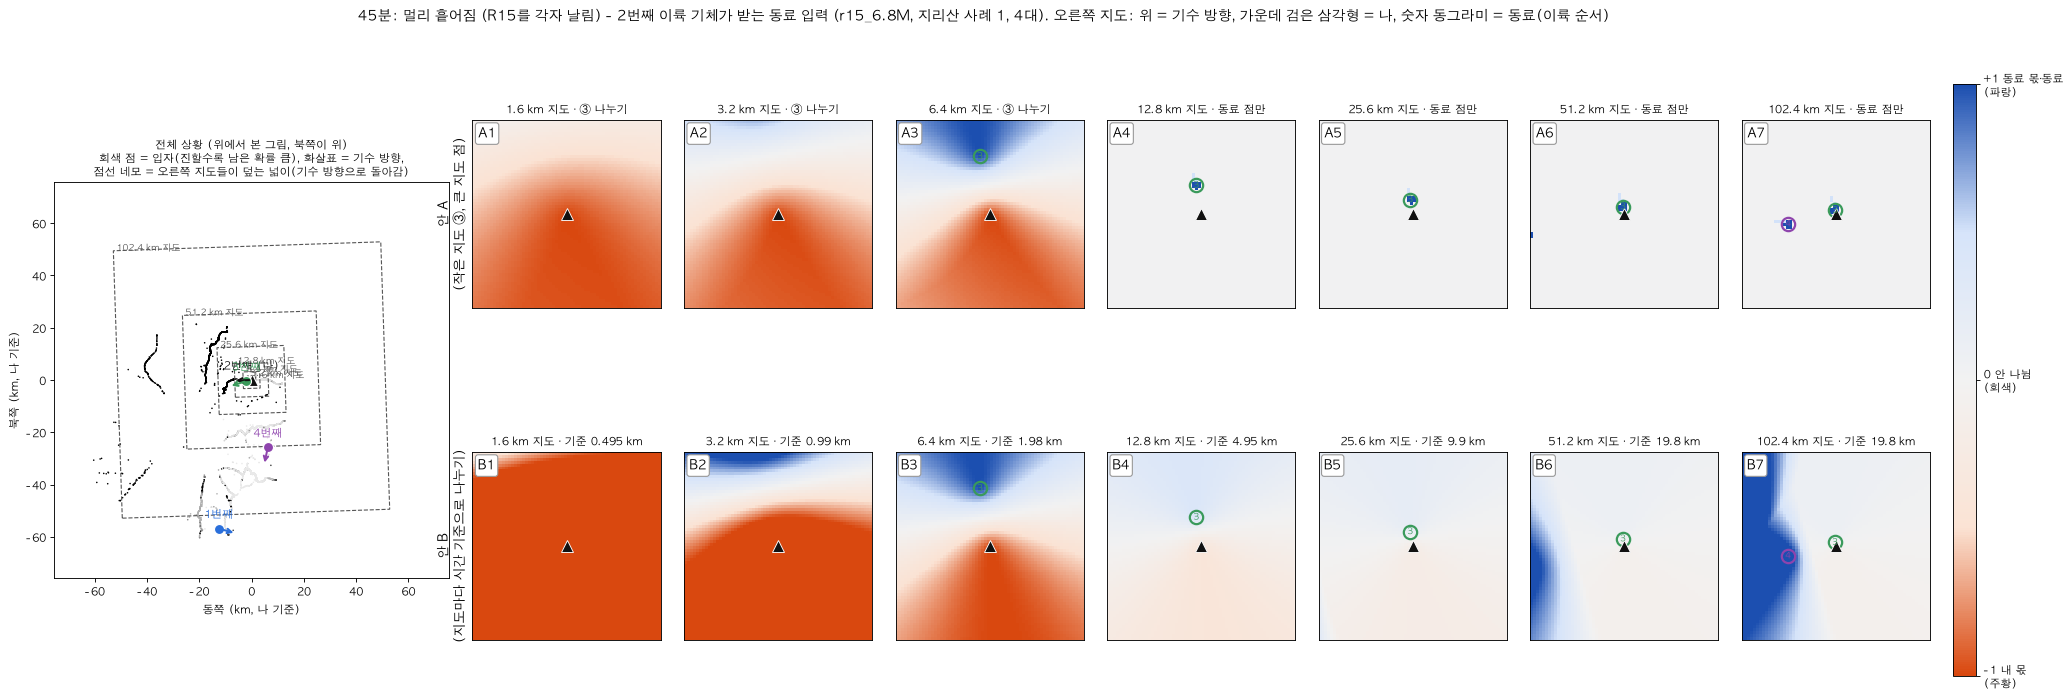 45분: 멀리 흩어짐 (R15를 각자 날림) - 2번째 이륙 기체가 받는 동료 입력 (r15_6.8M, 지리산 사례 1, 4대). 오른쪽 지도: 위 = 기수 방향, 가운데 검은 삼각형 = 나, 숫자 동그라미 = 동료(이륙 순서)
전체 상황 (위에서 본 그림, 북쪽이 위)
회색 점 = 입자(진할수록 남은 확률 큼), 화살표 = 기수 방향,
점선 네모 = 오른쪽 지도들이 덮는 넓이(기수 방향으로 돌아감)
102.4 km 지도
51.2 km 지도
25.6 km 지도
12.8 km 지도
4번째
1번째
60
40
20
0
-20
-40
-60
-60
-40
-20
0
20
40
60
동쪽 (km, 나 기준)
북쪽 (km, 나 기준)
안 A
(작은 지도 ③, 큰 지도 점)
1.6 km 지도 · ③ 나누기
A1
3.2 km 지도 · ③ 나누기
A2
6.4 km 지도 · ③ 나누기
A3
12.8 km 지도 · 동료 점만
A4
25.6 km 지도 · 동료 점만
A5
51.2 km 지도 · 동료 점만
A6
102.4 km 지도 · 동료 점만
A7
안 B
(지도마다 시간 기준으로 나누기)
1.6 km 지도 · 기준 0.495 km
B1
3.2 km 지도 · 기준 0.99 km
B2
6.4 km 지도 · 기준 1.98 km
B3
12.8 km 지도 · 기준 4.95 km
B4
3
25.6 km 지도 · 기준 9.9 km
B5
3
51.2 km 지도 · 기준 19.8 km
B6
102.4 km 지도 · 기준 19.8 km
B7
+1 동료 몫·동료
(파랑)
0 안 나뉨
(회색)
-1 내 몫
(주황)